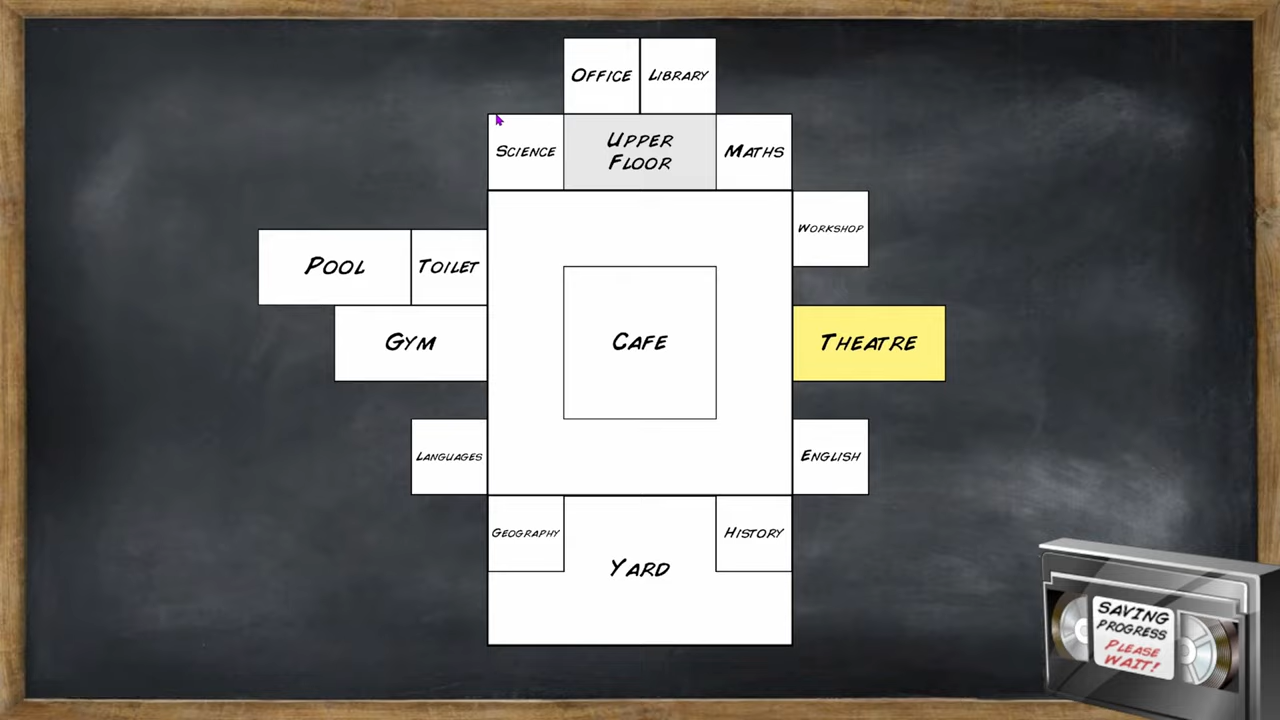 OFFICE
LIBRARY
SCIENCE
UPPER
FLOOR
MATHS
WORKSHOP
POOL
TOILET
GYM
CAFE
THEATRE
LANGUAGES
ENGLISH
GEOGRAPHY
HISTORY
YARD
SAVING
PROGRESS
PLEASE
WAIT!